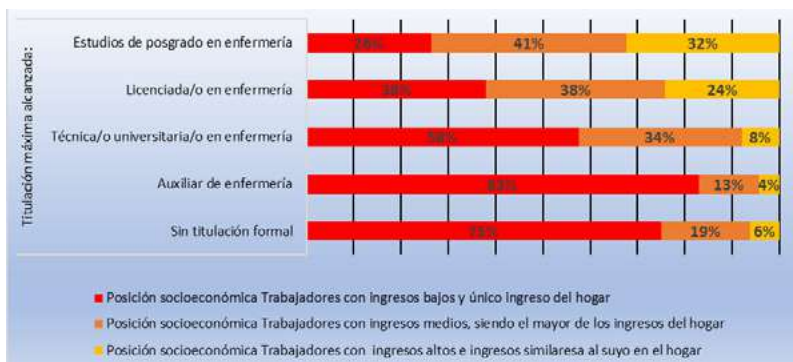 Titulación máxima alcanzada:
Estudios de posgrado en enfermería 26% 41% 32%
Licenciada/o en enfermería 38% 38% 24%
Técnica/o universitaria/o en enfermería 58% 34% 8%
Auxiliar de enfermería 83% 13% 4%
Sin titulación formal 75% 19% 6%
Posición socioeconómica Trabajadores con ingresos bajos y único ingreso del hogar
Posición socioeconómica Trabajadores con ingresos medios, siendo el mayor de los ingresos del hogar
Posición socioeconómica Trabajadores con ingresos altos e ingresos similaresa al suyo en el hogar